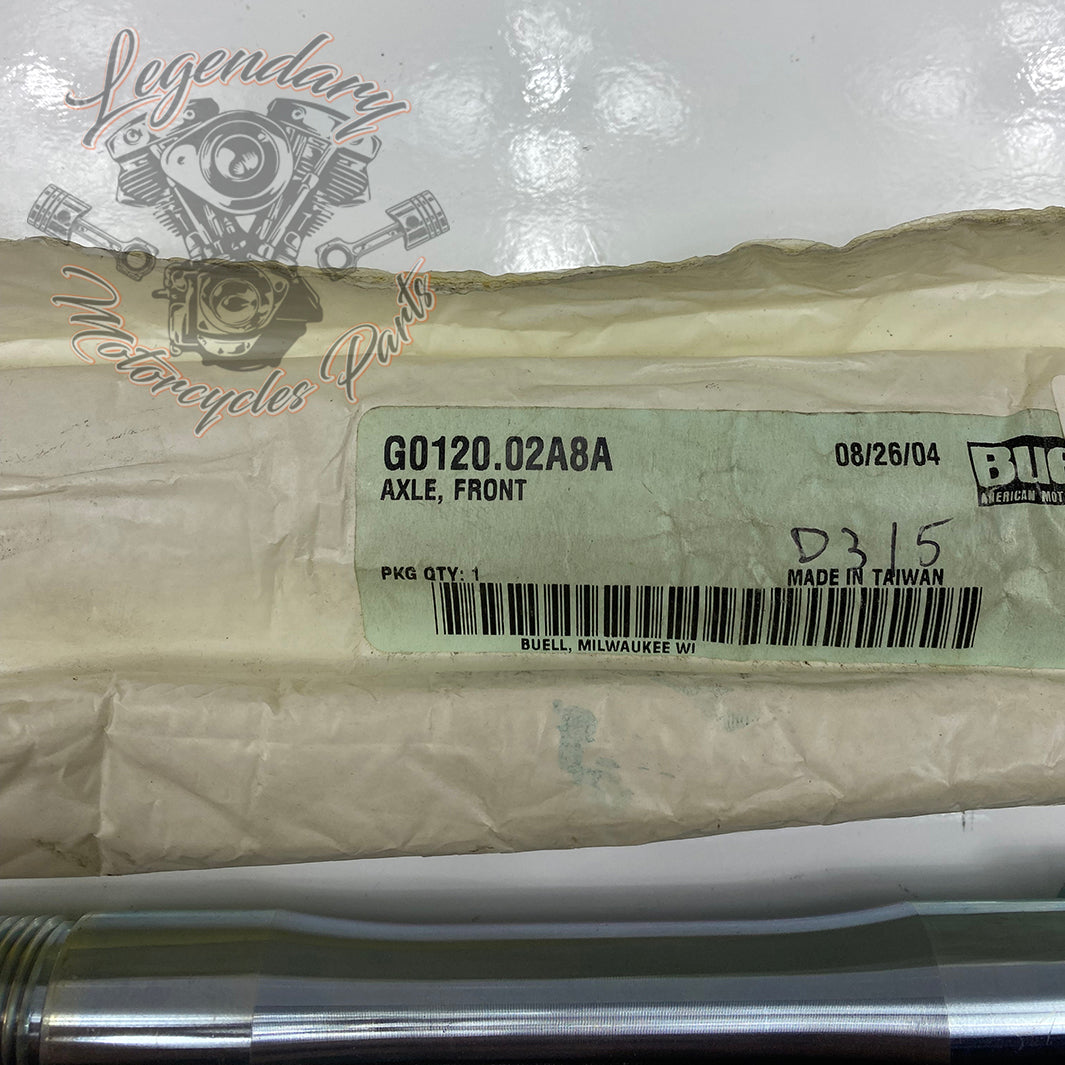 Legendary
Motorcycles Parts
G0120.02A8A
08/26/04
AXLE, FRONT
AMERICAN
D315
PKG QTY: 1
MADE IN TAIWAN
BUELL, MILWAUKEE WI